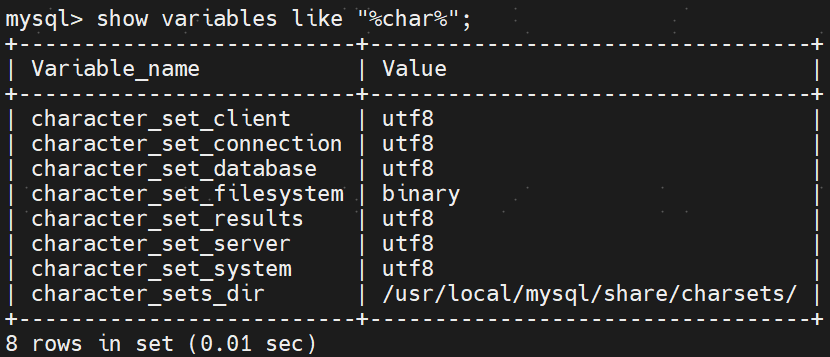 mysql> show variables like "%char%";
+--------------------------+----------------------------------+
| Variable_name            | Value                            |
+--------------------------+----------------------------------+
| character_set_client     | utf8                             |
| character_set_connection | utf8                             |
| character_set_database   | utf8                             |
| character_set_filesystem | binary                           |
| character_set_results    | utf8                             |
| character_set_server     | utf8                             |
| character_set_system     | utf8                             |
| character_sets_dir       | /usr/local/mysql/share/charsets/ |
+--------------------------+----------------------------------+
8 rows in set (0.01 sec)